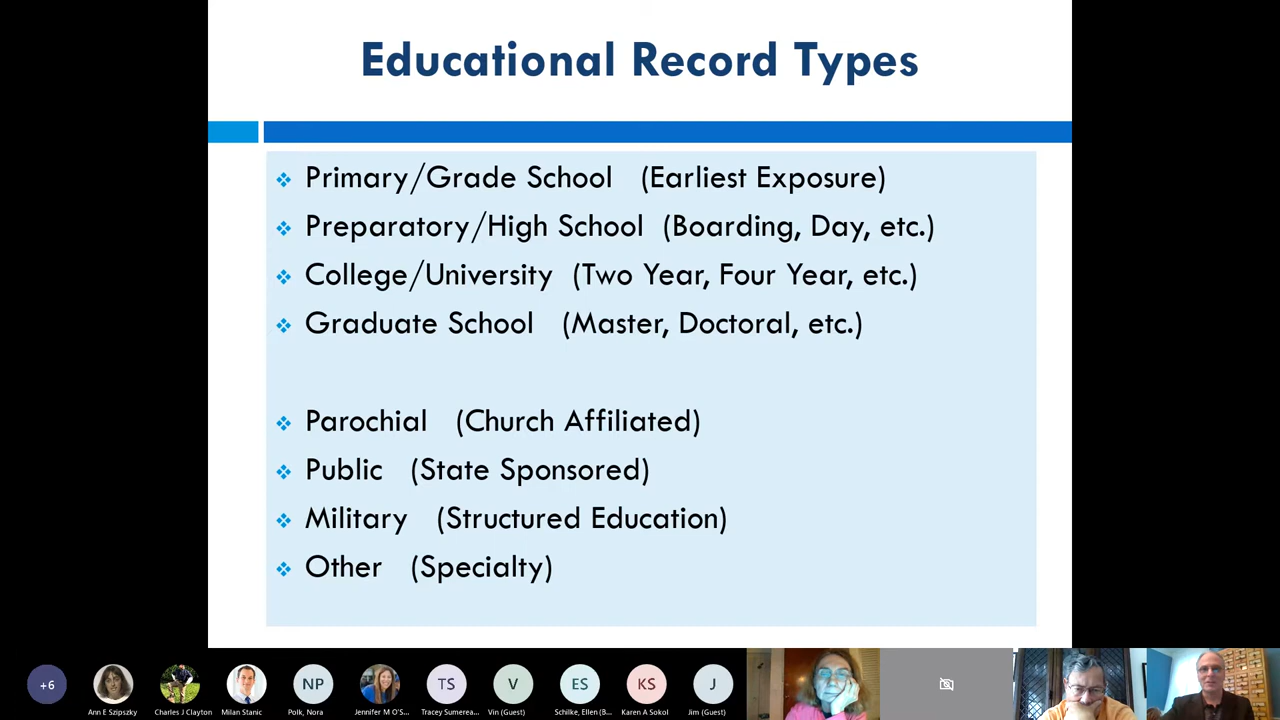 Educational Record Types
Primary/Grade School (Earliest Exposure)
Preparatory/High School (Boarding, Day, etc.)
College/University (Two Year, Four Year, etc.)
Graduate School (Master, Doctoral, etc.)
Parochial (Church Affiliated)
Public (State Sponsored)
Military (Structured Education)
Other (Specialty)
+6
NP
TS
V
ES
KS
J
Ann E Szipszky
Charles J Clayton
Milan Stanic
Polk, Nora
Jennifer M O'S...
Tracey Sumerea...
Vin (Guest)
Schilke, Ellen (B...
Karen A Sokol
Jim (Guest)